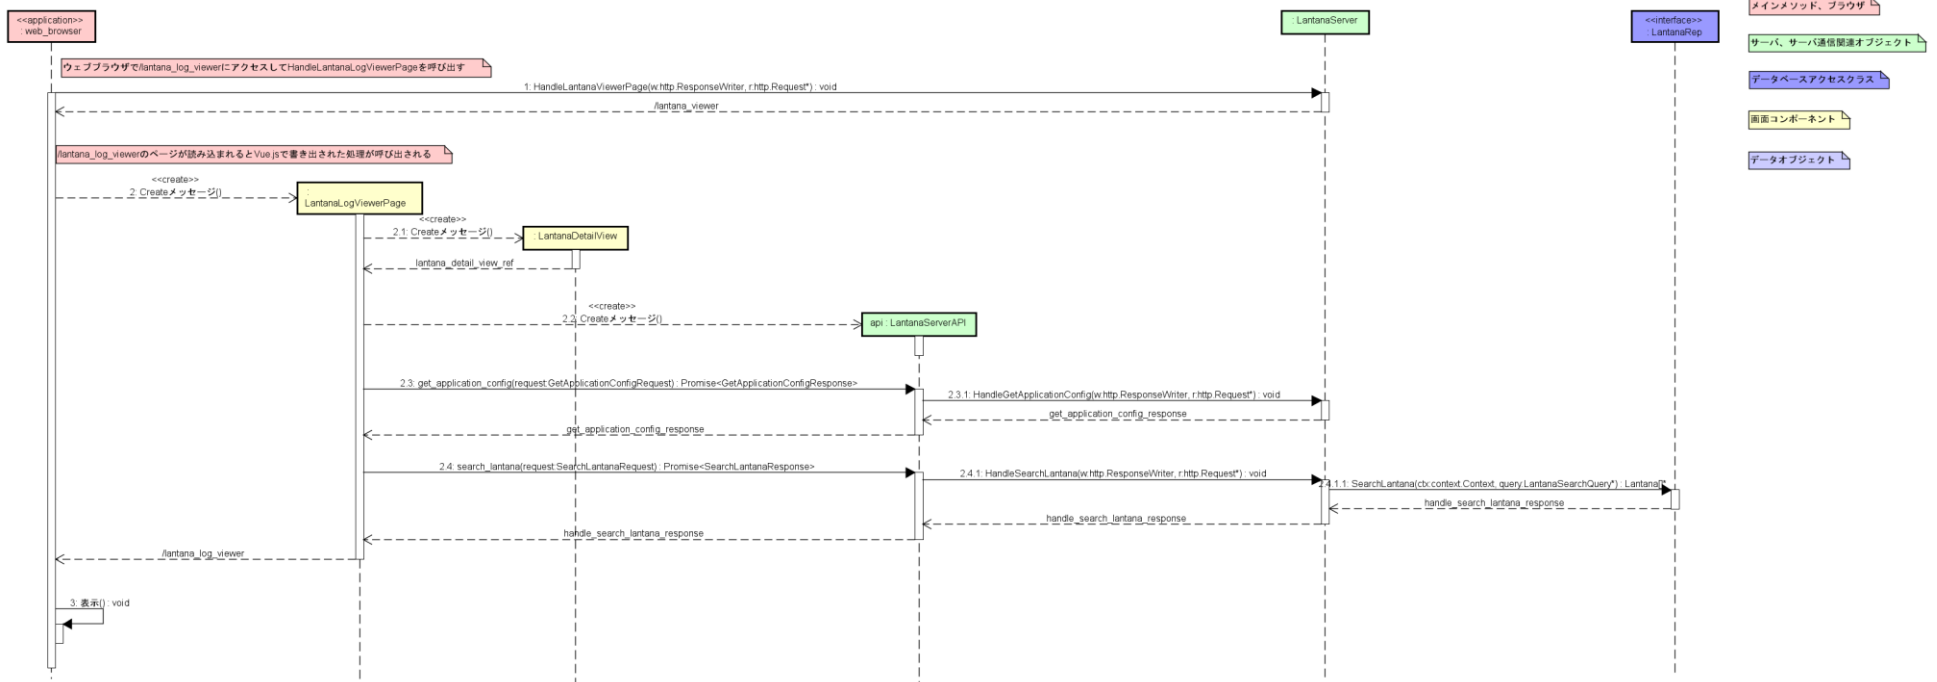 <<application>>
: web_browser
: LantanaServer
<<interface>>
: LantanaRep
メインメソッド、ブラウザ
サーバ、サーバ通信関連オブジェクト
データベースアクセスクラス
画面コンポーネント
データオブジェクト
ウェブブラウザで/lantana_log_viewerにアクセスしてHandleLantanaLogViewerPageを呼び出す
1: HandleLantanaViewerPage(w:http.ResponseWriter, r:http.Request*) : void
/lantana_viewer
/lantana_log_viewerのページが読み込まれるとVue.jsで書き出された処理が呼び出される
<<create>>
2: Createメッセージ()
:
LantanaLogViewerPage
<<create>>
2.1: Createメッセージ()
: LantanaDetailView
lantana_detail_view_ref
<<create>>
2.2: Createメッセージ()
api : LantanaServerAPI
2.3: get_application_config(request:GetApplicationConfigRequest) : Promise<GetApplicationConfigResponse>
2.3.1: HandleGetApplicationConfig(w:http.ResponseWriter, r:http.Request*) : void
get_application_config_response
get_application_config_response
2.4: search_lantana(request:SearchLantanaRequest) : Promise<SearchLantanaResponse>
2.4.1: HandleSearchLantana(w:http.ResponseWriter, r:http.Request*) : void
2.4.1.1: SearchLantana(ctx:context.Context, query:LantanaSearchQuery*) : Lantana[]*
handle_search_lantana_response
handle_search_lantana_response
handle_search_lantana_response
/lantana_log_viewer
3: 表示() : void